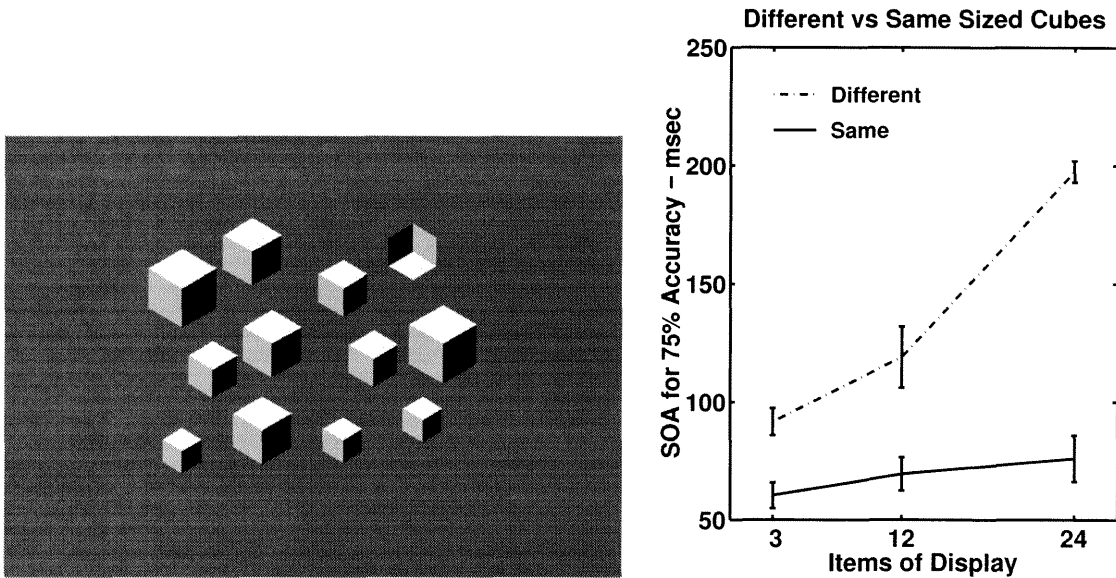 Different vs Same Sized Cubes
250
Different
Same
200
150
100
50
SOA for 75% Accuracy – msec
3 12 24
Items of Display